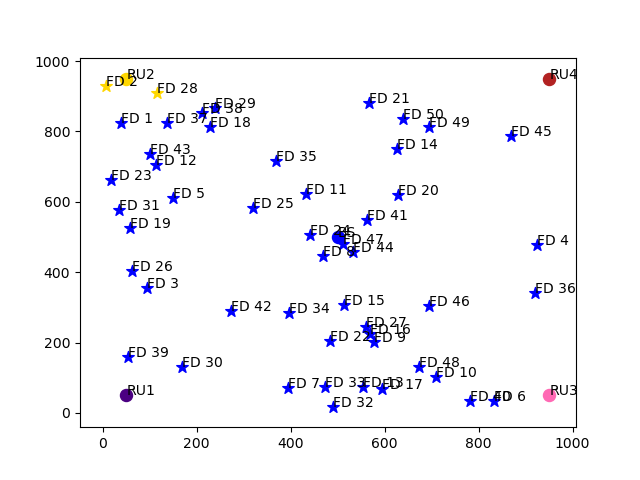 1000
800
600
400
200
0
0
200
400
600
800
1000
RU2
RU4
ED 2
ED 28
ED 29
ED 38
ED 21
ED 1
ED 37
ED 18
ED 50
ED 49
ED 45
ED 43
ED 12
ED 35
ED 14
ED 23
ED 5
ED 11
ED 20
ED 31
ED 25
ED 19
ED 41
ED 24
BS
ED 47
ED 4
ED 8
ED 44
ED 26
ED 3
ED 36
ED 42
ED 34
ED 15
ED 46
ED 27
ED 16
ED 22
ED 9
ED 39
ED 30
ED 48
ED 10
ED 7
ED 33
ED 13
ED 17
RU1
ED 32
ED 40
ED 6
RU3